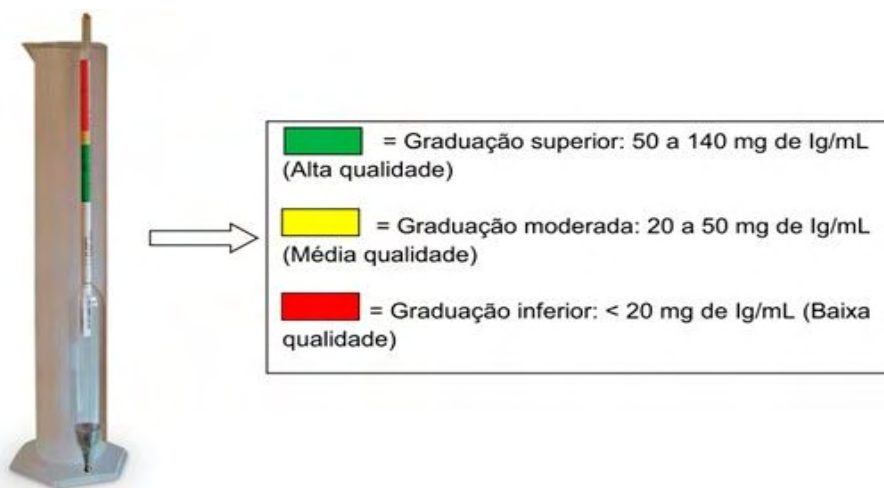 = Graduação superior: 50 a 140 mg de Ig/mL
(Alta qualidade)
= Graduação moderada: 20 a 50 mg de Ig/mL
(Média qualidade)
= Graduação inferior: < 20 mg de Ig/mL (Baixa
qualidade)